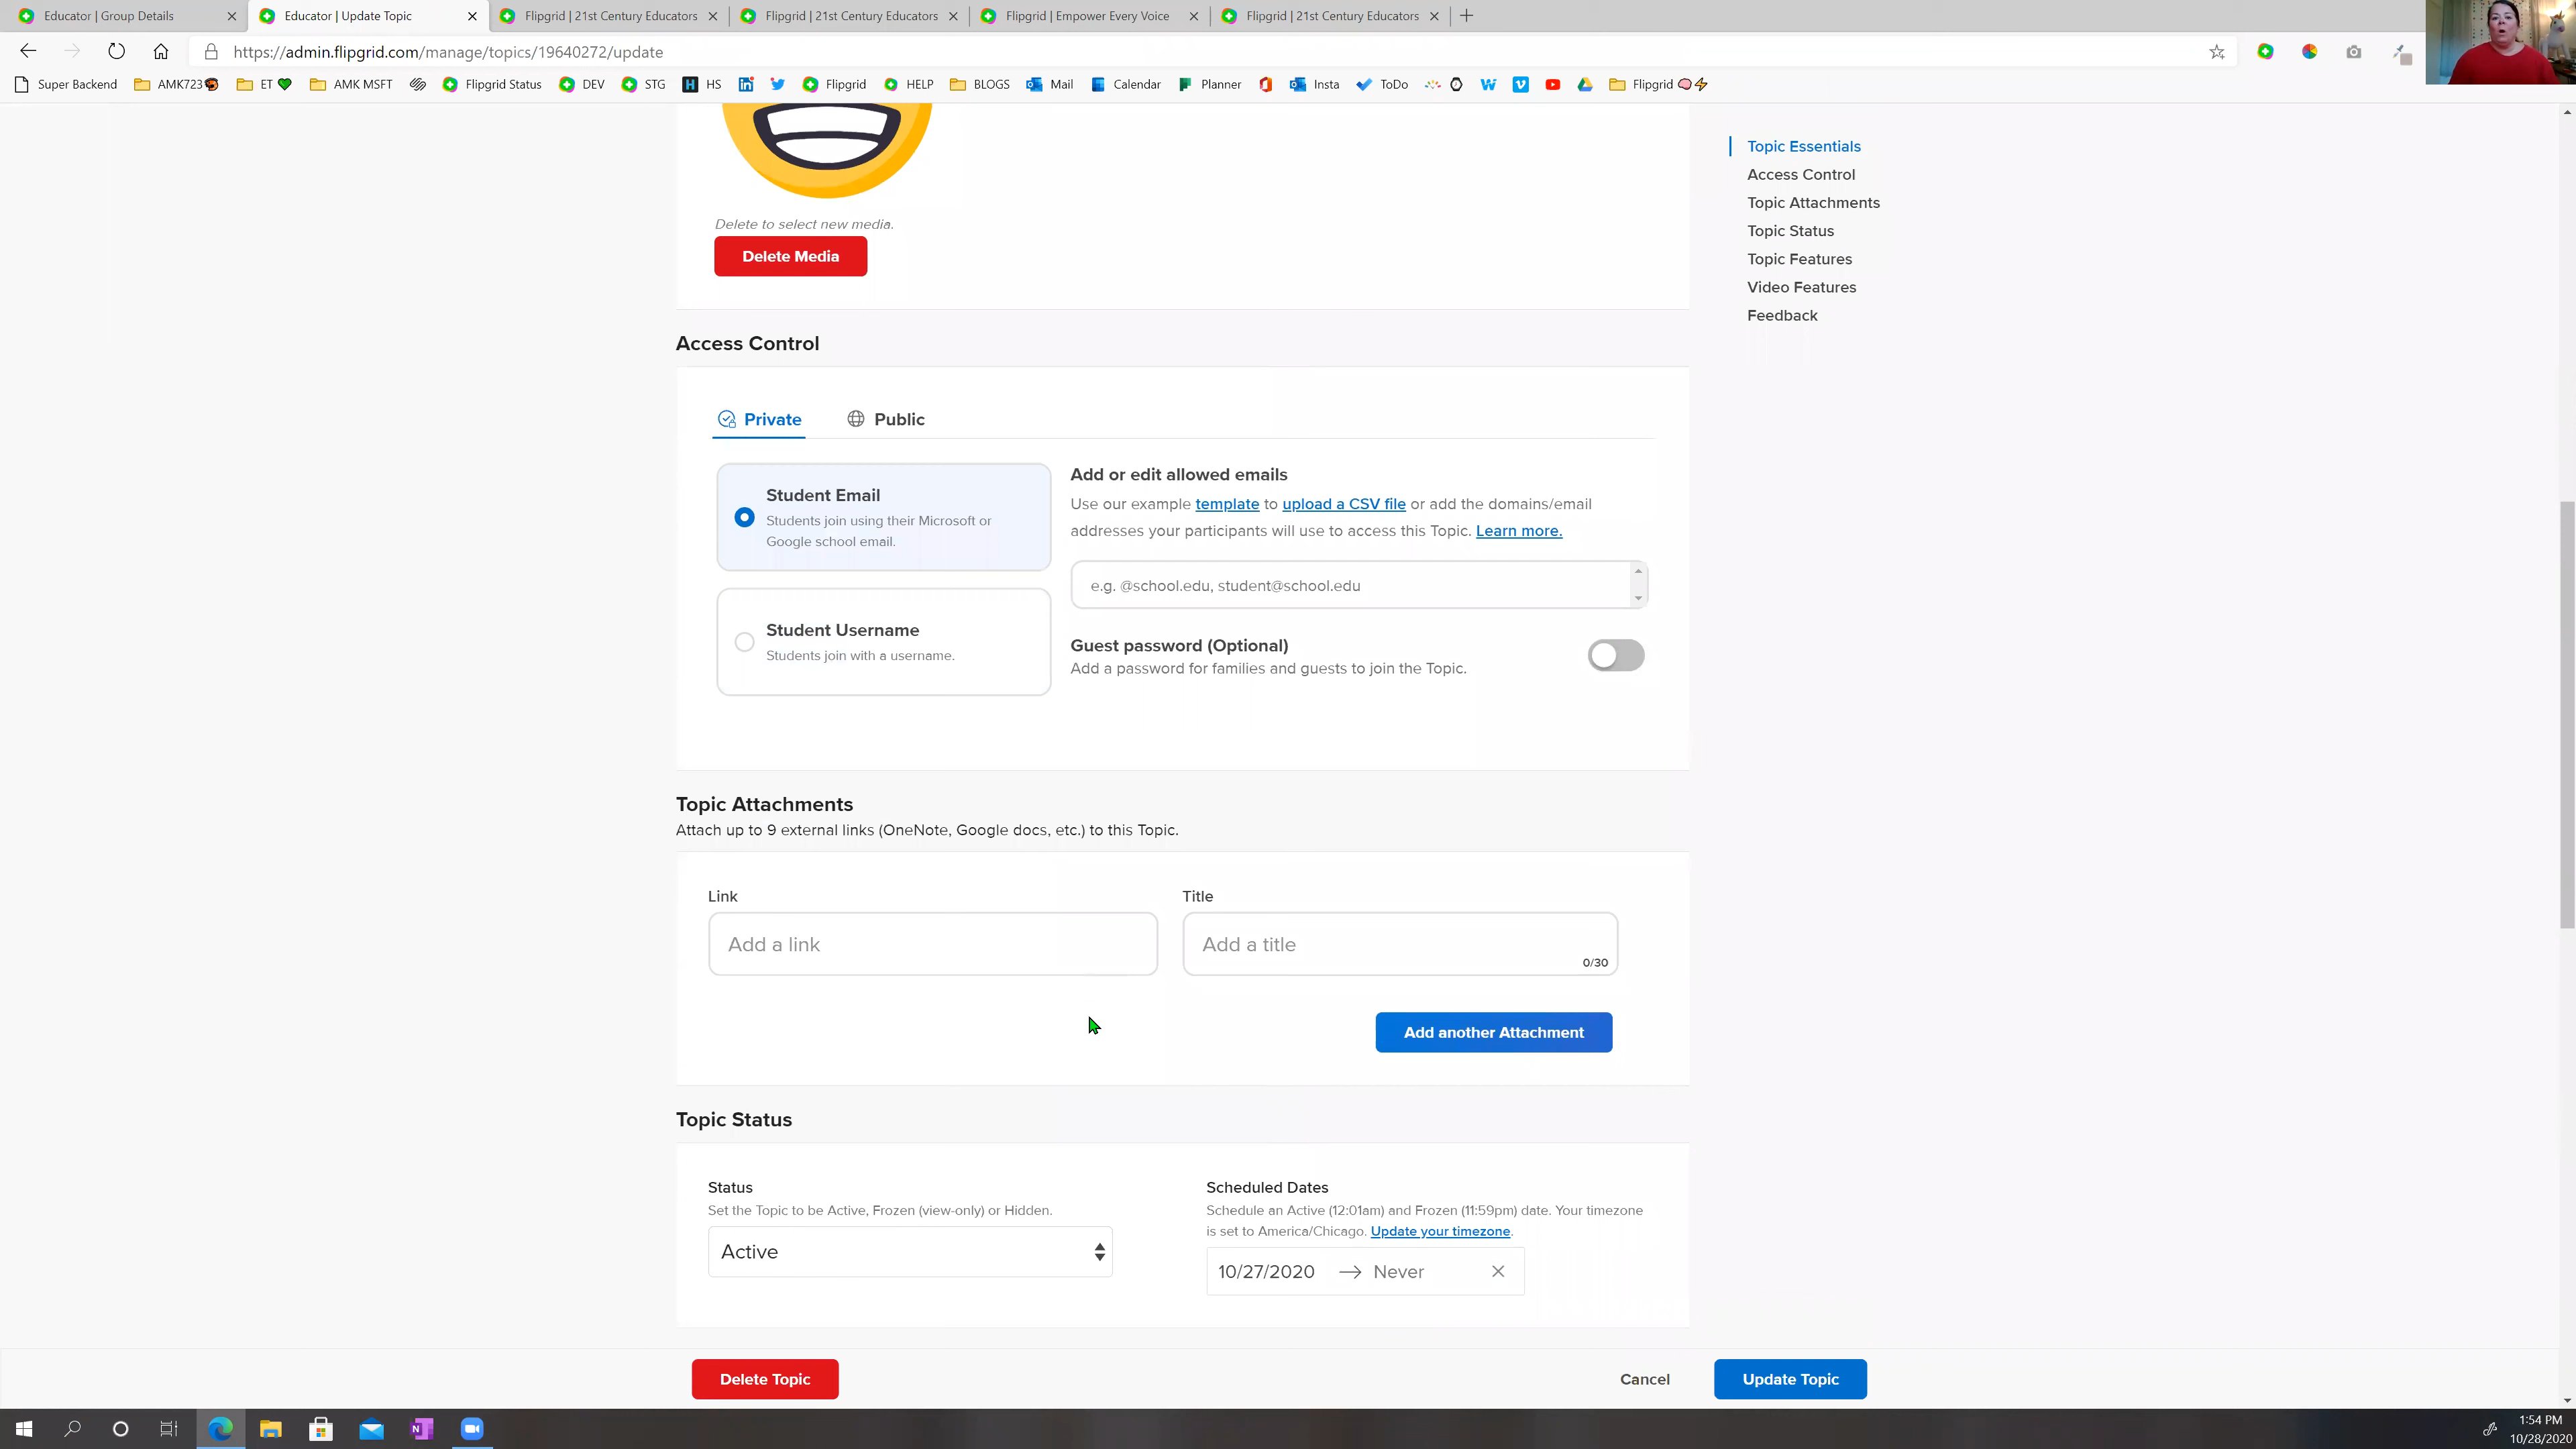 Educator | Group Details
Educator | Update Topic
Flipgrid | 21st Century Educators
Flipgrid | 21st Century Educators
Flipgrid | Empower Every Voice
Flipgrid | 21st Century Educators
https://admin.flipgrid.com/manage/topics/19640272/update
Super Backend
AMK723
ET
AMK MSFT
Flipgrid Status
DEV
STG
H HS
Flipgrid
HELP
BLOGS
Mail
Calendar
Planner
Insta
ToDo
Flipgrid
Delete to select new media.
Delete Media
Topic Essentials
Access Control
Topic Attachments
Topic Status
Topic Features
Video Features
Feedback
Access Control
Private
Public
Student Email
Students join using their Microsoft or
Google school email.
Student Username
Students join with a username.
Add or edit allowed emails
Use our example template to upload a CSV file or add the domains/email
addresses your participants will use to access this Topic. Learn more.
e.g. @school.edu, student@school.edu
Guest password (Optional)
Add a password for families and guests to join the Topic.
Topic Attachments
Attach up to 9 external links (OneNote, Google docs, etc.) to this Topic.
Link
Add a link
Title
Add a title
0/30
Add another Attachment
Topic Status
Status
Set the Topic to be Active, Frozen (view-only) or Hidden.
Active
Scheduled Dates
Schedule an Active (12:01am) and Frozen (11:59pm) date. Your timezone
is set to America/Chicago. Update your timezone.
10/27/2020 → Never
Delete Topic
Cancel
Update Topic
1:54 PM
10/28/2020